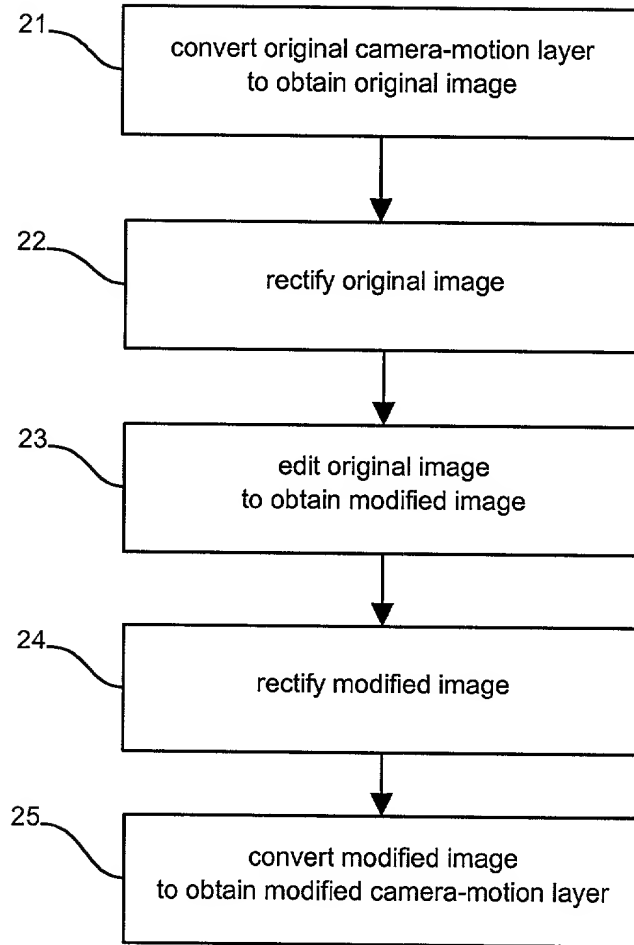 21
convert original camera-motion layer
to obtain original image
22
rectify original image
23
edit original image
to obtain modified image
24
rectify modified image
25
convert modified image
to obtain modified camera-motion layer